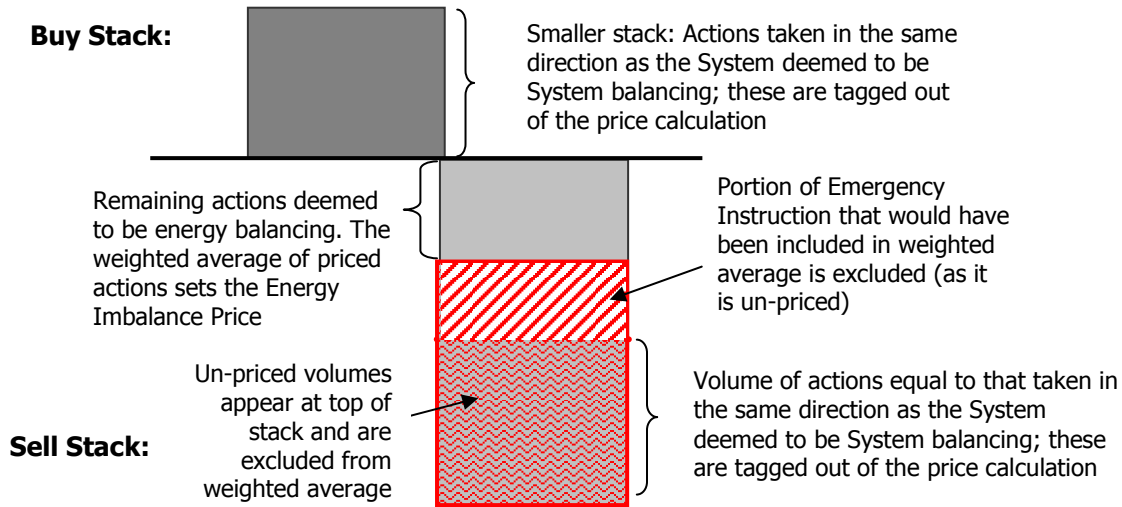 Buy Stack:
Smaller stack: Actions taken in the same
direction as the System deemed to be
System balancing; these are tagged out
of the price calculation
Remaining actions deemed
to be energy balancing. The
weighted average of priced
actions sets the Energy
Imbalance Price
Portion of Emergency
Instruction that would have
been included in weighted
average is excluded (as it
is un-priced)
Un-priced volumes
appear at top of
stack and are
excluded from
weighted average
Sell Stack:
Volume of actions equal to that taken in
the same direction as the System
deemed to be System balancing; these
are tagged out of the price calculation